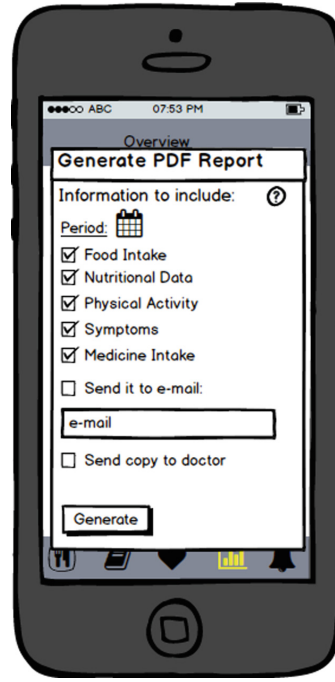 ABC 07:53 PM
Overview
Generate PDF Report
Information to include: ?
Period:
Food Intake
Nutritional Data
Physical Activity
Symptoms
Medicine Intake
Send it to e-mail:
e-mail
Send copy to doctor
Generate